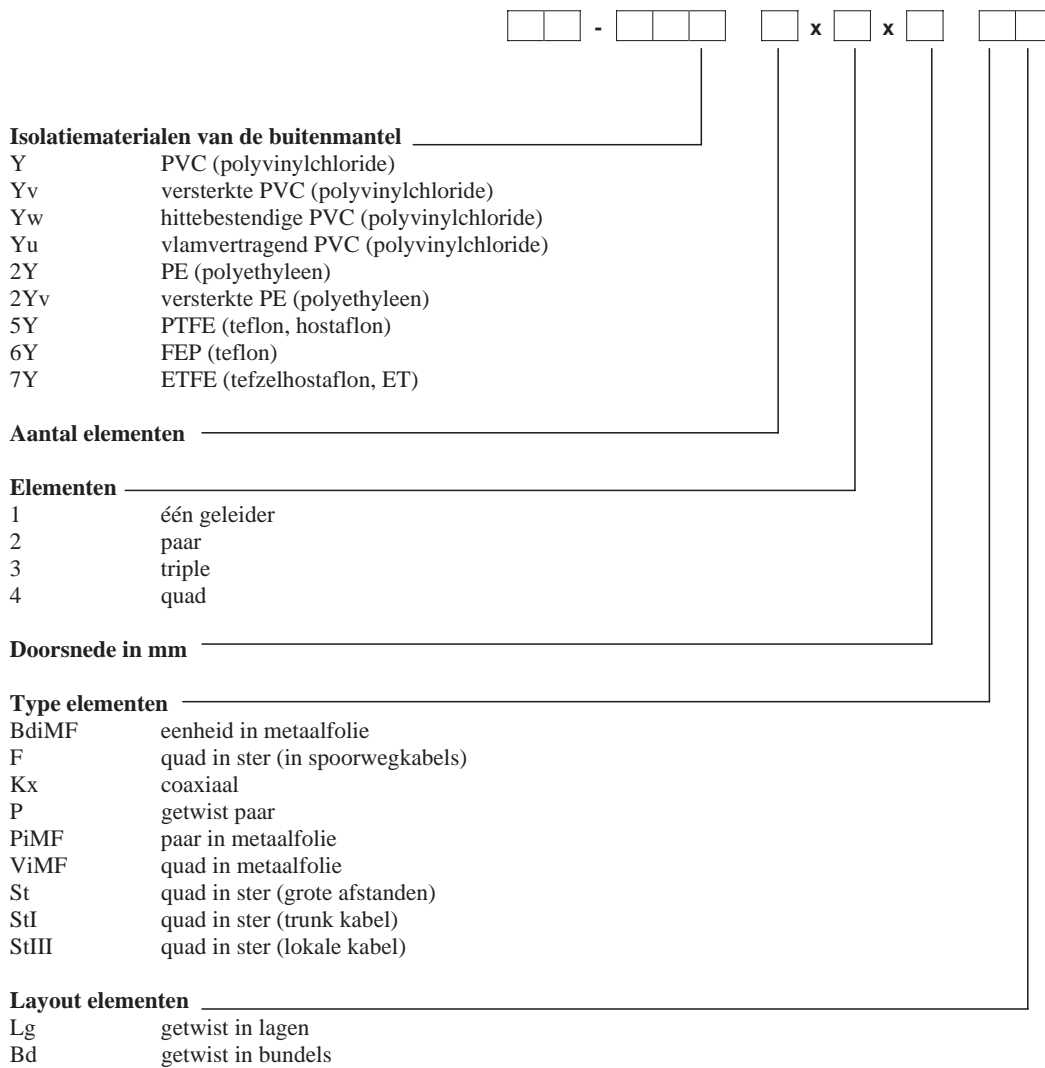 - x x
Isolatiematerialen van de buitenmantel
Y PVC (polyvinylchloride)
Yv versterkte PVC (polyvinylchloride)
Yw hittebestendige PVC (polyvinylchloride)
Yu vlamvertragend PVC (polyvinylchloride)
2Y PE (polyethyleen)
2Yv versterkte PE (polyethyleen)
5Y PTFE (teflon, hostaflon)
6Y FEP (teflon)
7Y ETFE (tefzelhostaflon, ET)
Aantal elementen
Elementen
1 één geleider
2 paar
3 triple
4 quad
Doorsnede in mm
Type elementen
BdiMF eenheid in metaalfolie
F quad in ster (in spoorwegkabels)
Kx coaxiaal
P getwist paar
PiMF paar in metaalfolie
ViMF quad in metaalfolie
St quad in ster (grote afstanden)
StI quad in ster (trunk kabel)
StIII quad in ster (lokale kabel)
Layout elementen
Lg getwist in lagen
Bd getwist in bundels